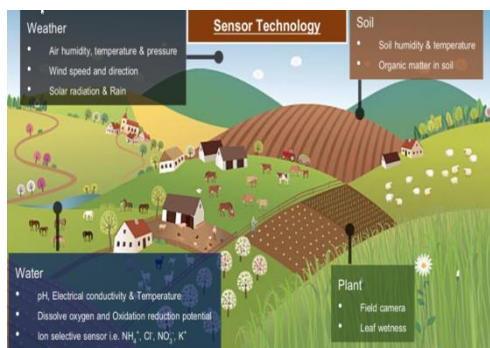 Weather
• Air humidity, temperature & pressure
• Wind speed and direction
• Solar radiation & Rain
Sensor Technology
Soil
• Soil humidity & temperature
• Organic matter in soil
Water
• pH, Electrical conductivity & Temperature
• Dissolve oxygen and Oxidation reduction potential
• Ion selective sensor i.e. NH₄⁺, Cl⁻, NO₃⁻, K⁺
Plant
• Field camera
• Leaf wetness